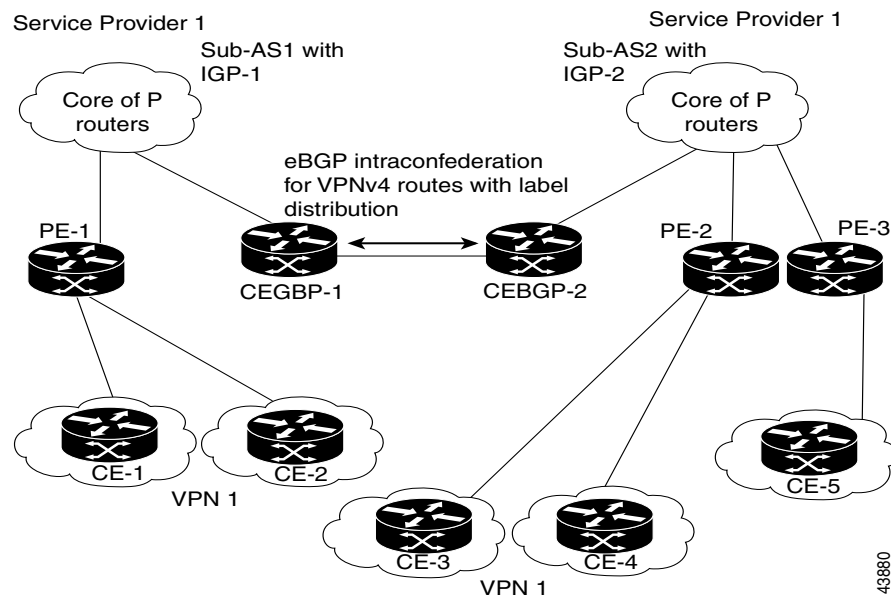 Service Provider 1
Service Provider 1
Sub-AS1 with
IGP-1
Sub-AS2 with
IGP-2
Core of P
routers
Core of P
routers
eBGP intraconfederation
for VPNv4 routes with label
distribution
PE-1
PE-2
PE-3
CEGBP-1
CEBGP-2
CE-1
CE-2
CE-5
VPN 1
CE-3
CE-4
VPN 1
43880